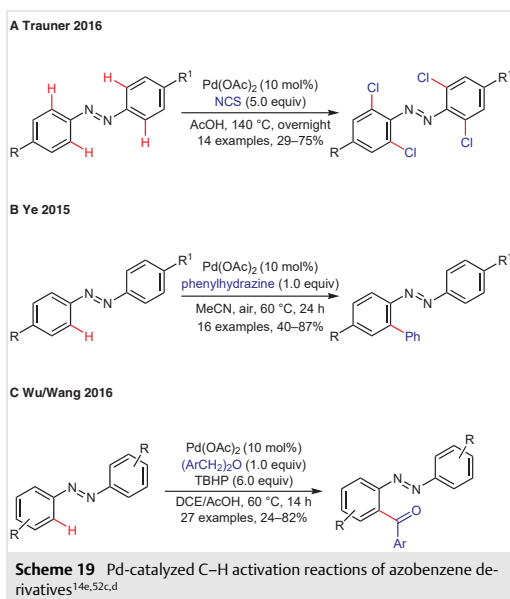 A Trauner 2016
H
H
R¹
N
N
R
H
H
Pd(OAc)₂ (10 mol%)
NCS (5.0 equiv)
AcOH, 140 °C, overnight
14 examples, 29–75%
Cl
Cl
R¹
N
N
R
Cl
Cl
B Ye 2015
R¹
N
N
R
H
Pd(OAc)₂ (10 mol%)
phenylhydrazine (1.0 equiv)
MeCN, air, 60 °C, 24 h
16 examples, 40–87%
R¹
N
N
R
Ph
C Wu/Wang 2016
R
N
N
R
H
Pd(OAc)₂ (10 mol%)
(ArCH₂)₂O (1.0 equiv)
TBHP (6.0 equiv)
DCE/AcOH, 60 °C, 14 h
27 examples, 24–82%
R
N
N
R
O
Ar
Scheme 19 Pd-catalyzed C–H activation reactions of azobenzene de-
rivatives¹⁴ᵉ,⁵²ᶜ,ᵈ